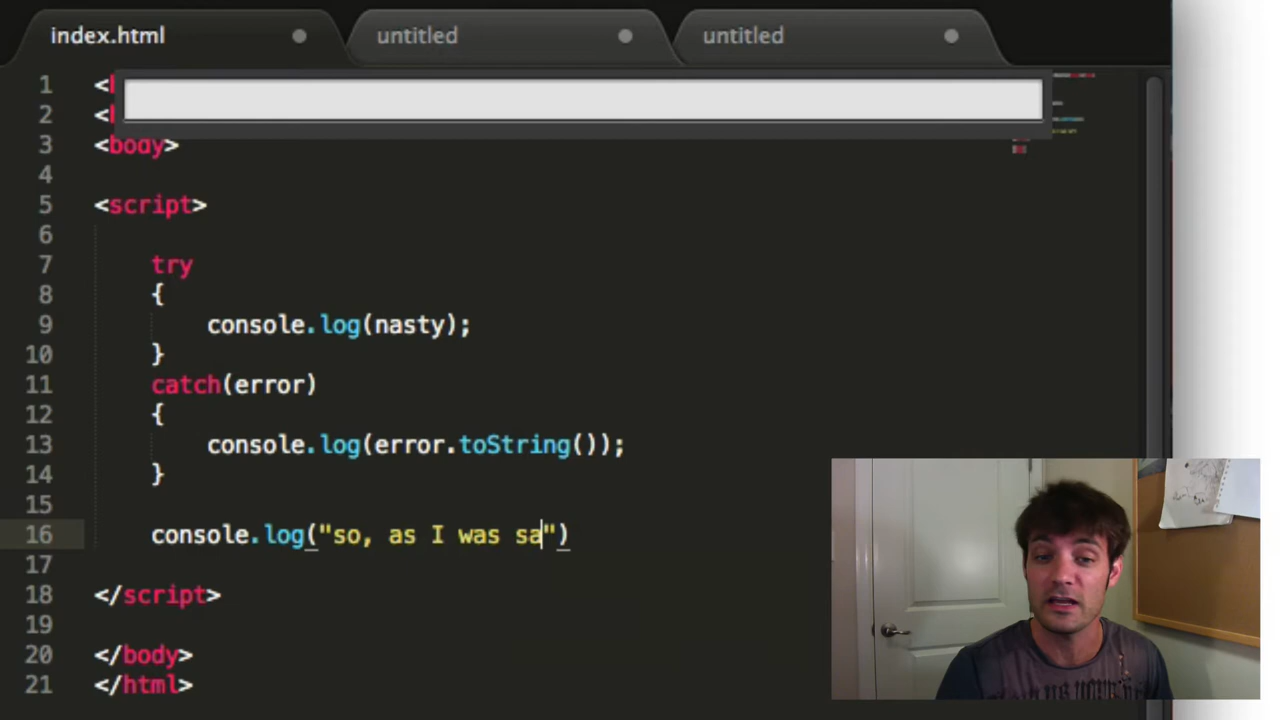 index.html untitled untitled
1 <
2 <
3 <body>
4
5 <script>
6
7 try
8 {
9 console.log(nasty);
10 }
11 catch(error)
12 {
13 console.log(error.toString());
14 }
15
16 console.log("so, as I was sa")
17
18 </script>
19
20 </body>
21 </html>